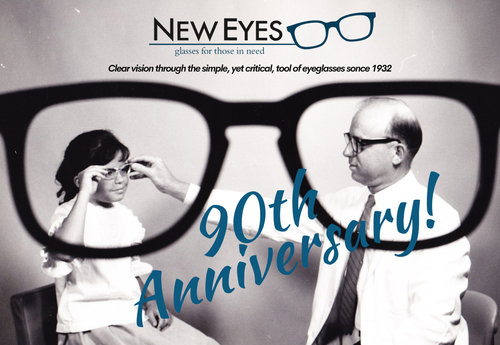 NEW EYES
glasses for those in need
Clear vision through the simple, yet critical, tool of eyeglasses sonce 1932
90th
Anniversary!